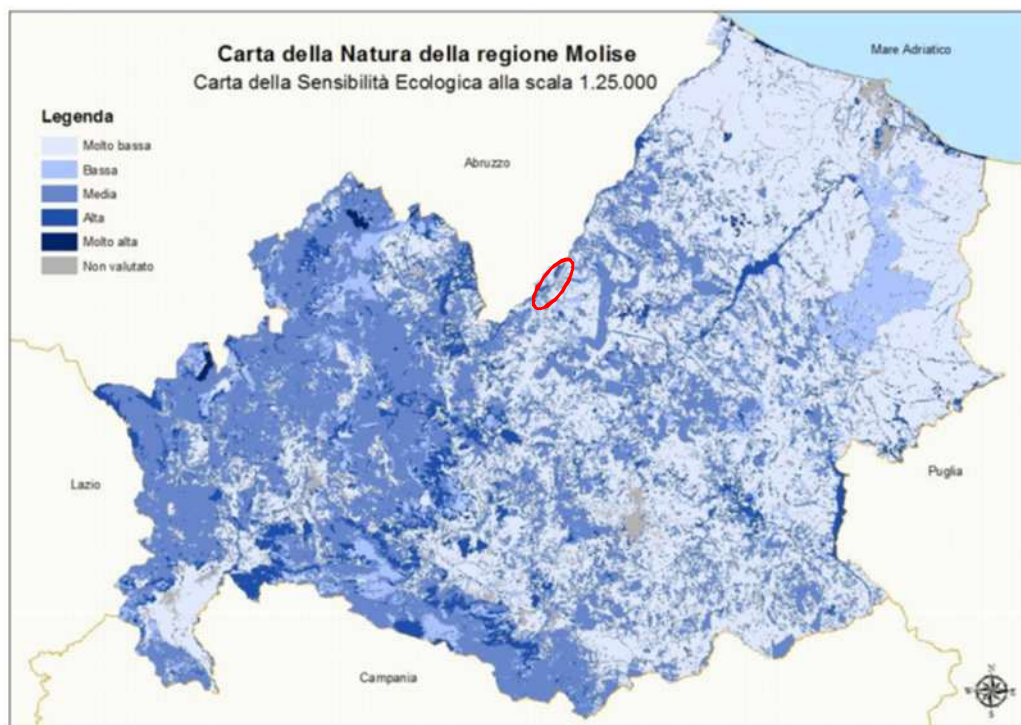 Carta della Natura della regione Molise
Carta della Sensibilità Ecologica alla scala 1:25.000
Mare Adriatico
Legenda
Molto bassa
Bassa
Media
Alta
Molto alta
Non valutato
Abruzzo
Lazio
Puglia
Campania
N
W
E
S